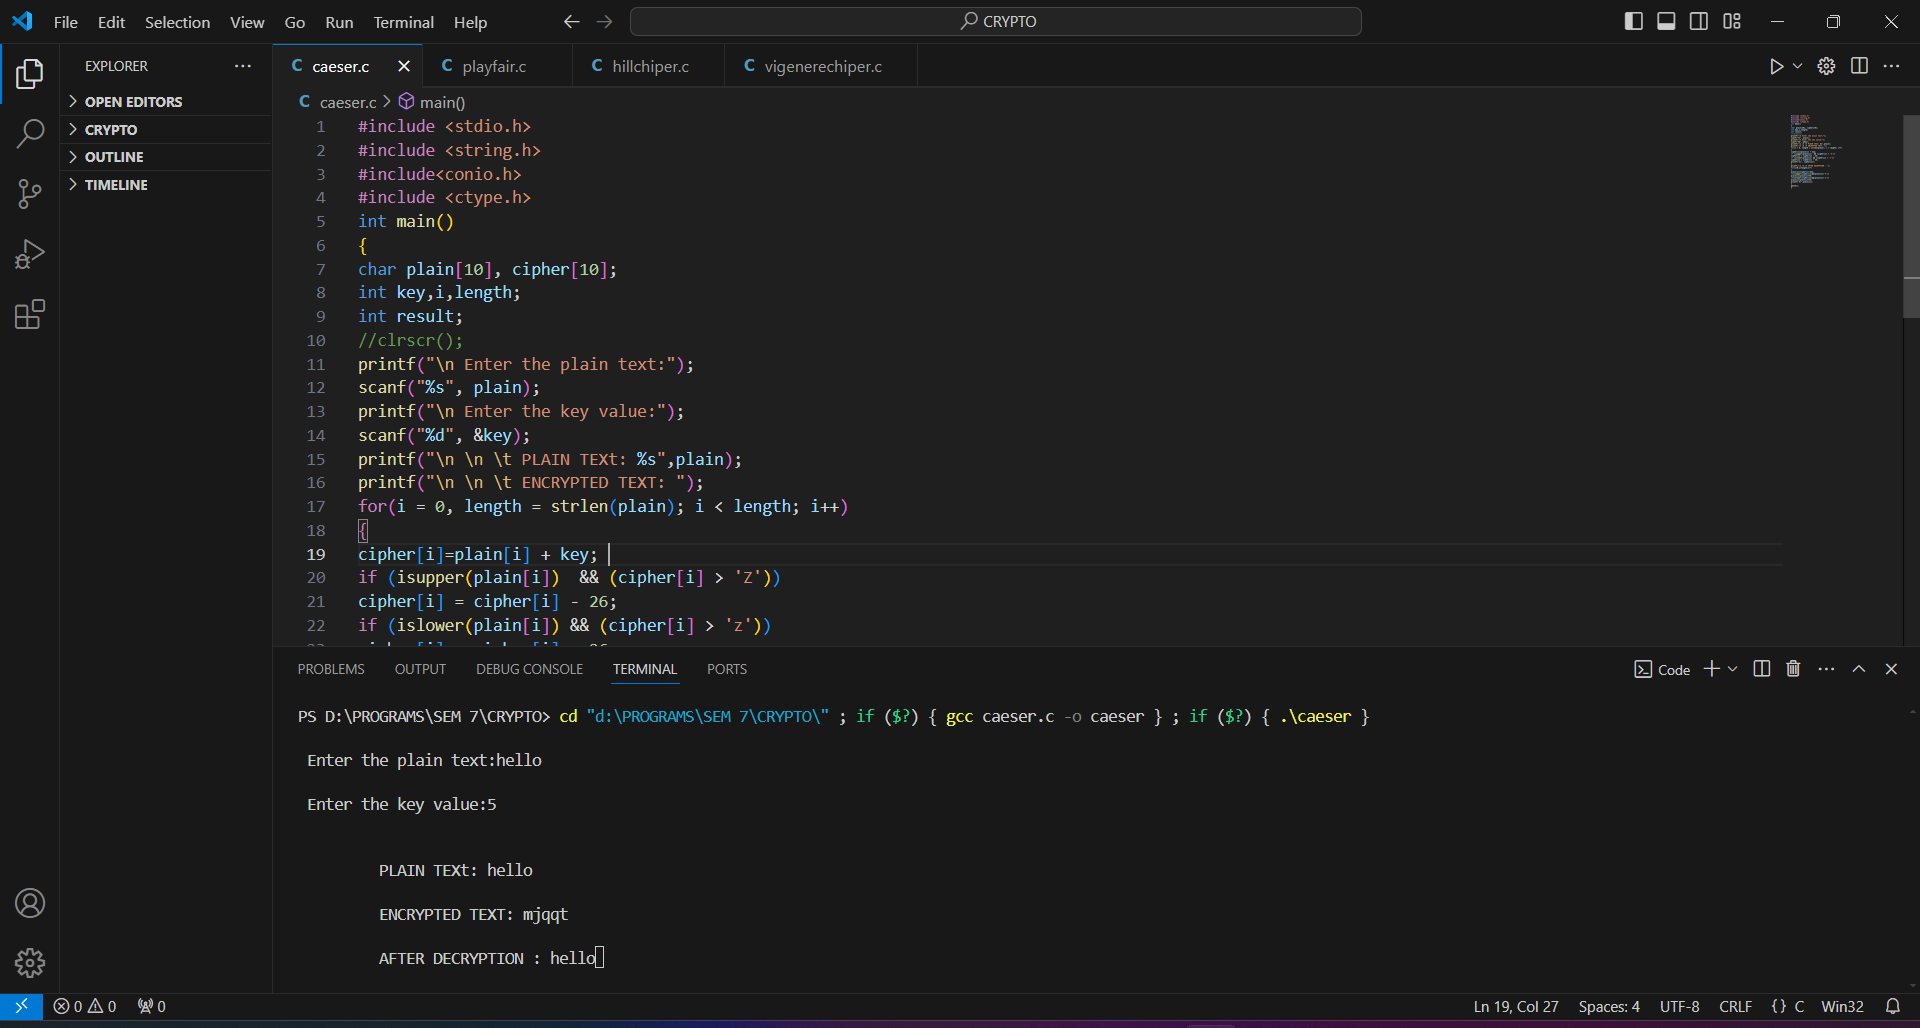 File Edit Selection View Go Run Terminal Help CRYPTO
EXPLORER
OPEN EDITORS
CRYPTO
OUTLINE
TIMELINE
C caeser.c C playfair.c C hillchiper.c C vigenerechiper.c
C caeser.c > main()
1 #include <stdio.h>
2 #include <string.h>
3 #include<conio.h>
4 #include <ctype.h>
5 int main()
6 {
7 char plain[10], cipher[10];
8 int key,i,length;
9 int result;
10 //clrscr();
11 printf("\n Enter the plain text:");
12 scanf("%s", plain);
13 printf("\n Enter the key value:");
14 scanf("%d", &key);
15 printf("\n \n \t PLAIN TEXt: %s",plain);
16 printf("\n \n \t ENCRYPTED TEXT: ");
17 for(i = 0, length = strlen(plain); i < length; i++)
18 {
19 cipher[i]=plain[i] + key;
20 if (isupper(plain[i])  && (cipher[i] > 'Z'))
21 cipher[i] = cipher[i] - 26;
22 if (islower(plain[i]) && (cipher[i] > 'z'))
PROBLEMS OUTPUT DEBUG CONSOLE TERMINAL PORTS Code
PS D:\PROGRAMS\SEM 7\CRYPTO> cd "d:\PROGRAMS\SEM 7\CRYPTO\" ; if ($?) { gcc caeser.c -o caeser } ; if ($?) { .\caeser }
Enter the plain text:hello
Enter the key value:5
PLAIN TEXt: hello
ENCRYPTED TEXT: mjqqt
AFTER DECRYPTION : hello
0 0 0 Ln 19, Col 27 Spaces: 4 UTF-8 CRLF {} C Win32